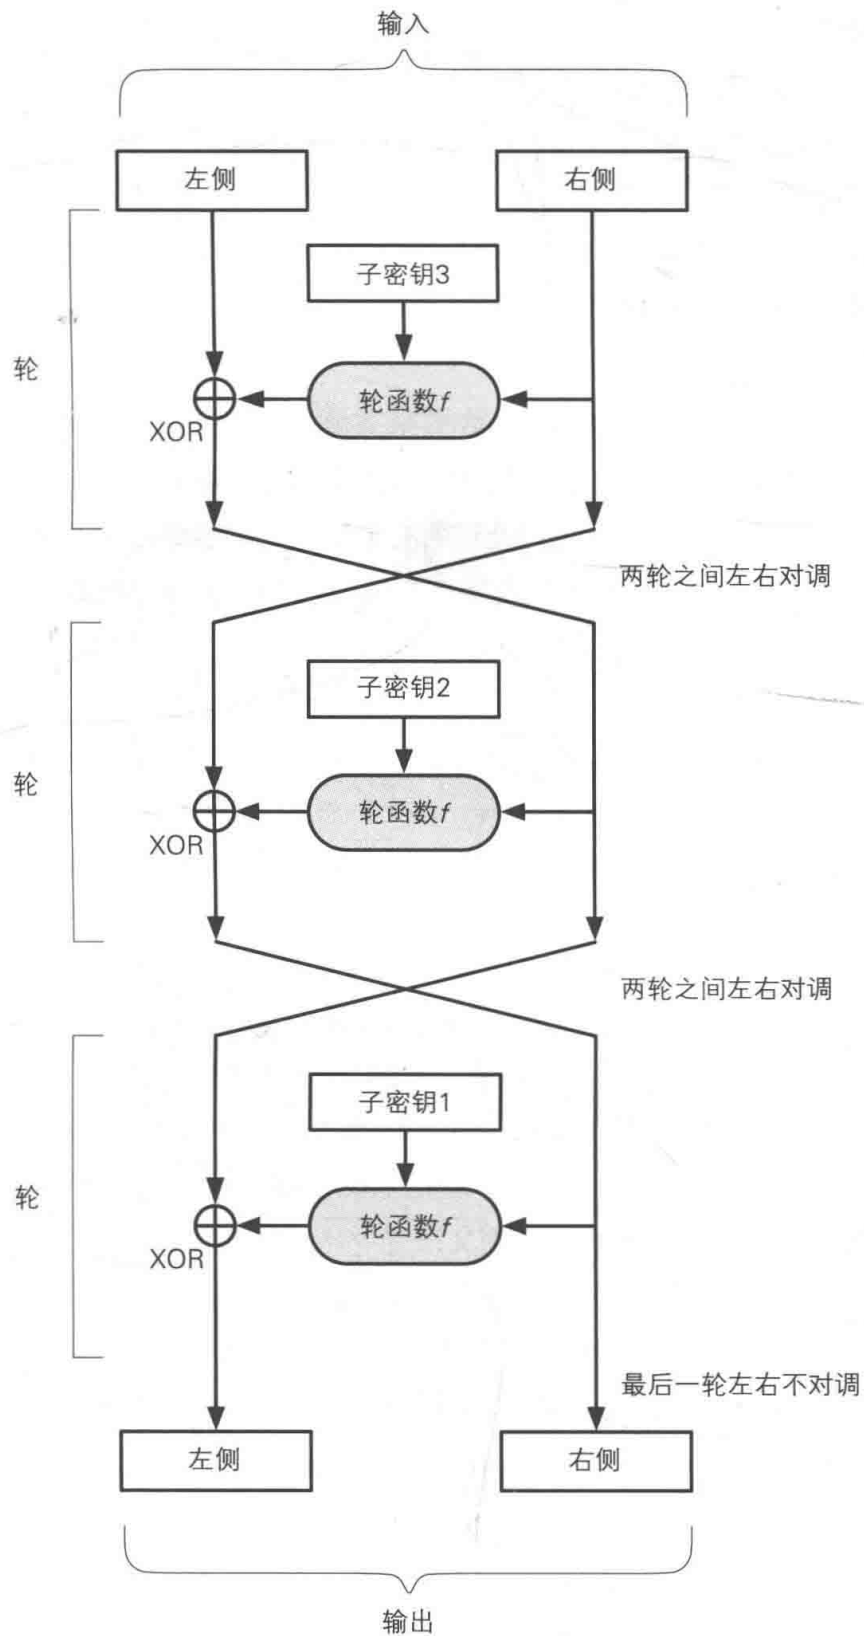 输入
左侧
右侧
子密钥3
轮
轮函数f
XOR
两轮之间左右对调
子密钥2
轮
轮函数f
XOR
两轮之间左右对调
子密钥1
轮
轮函数f
XOR
最后一轮左右不对调
左侧
右侧
输出